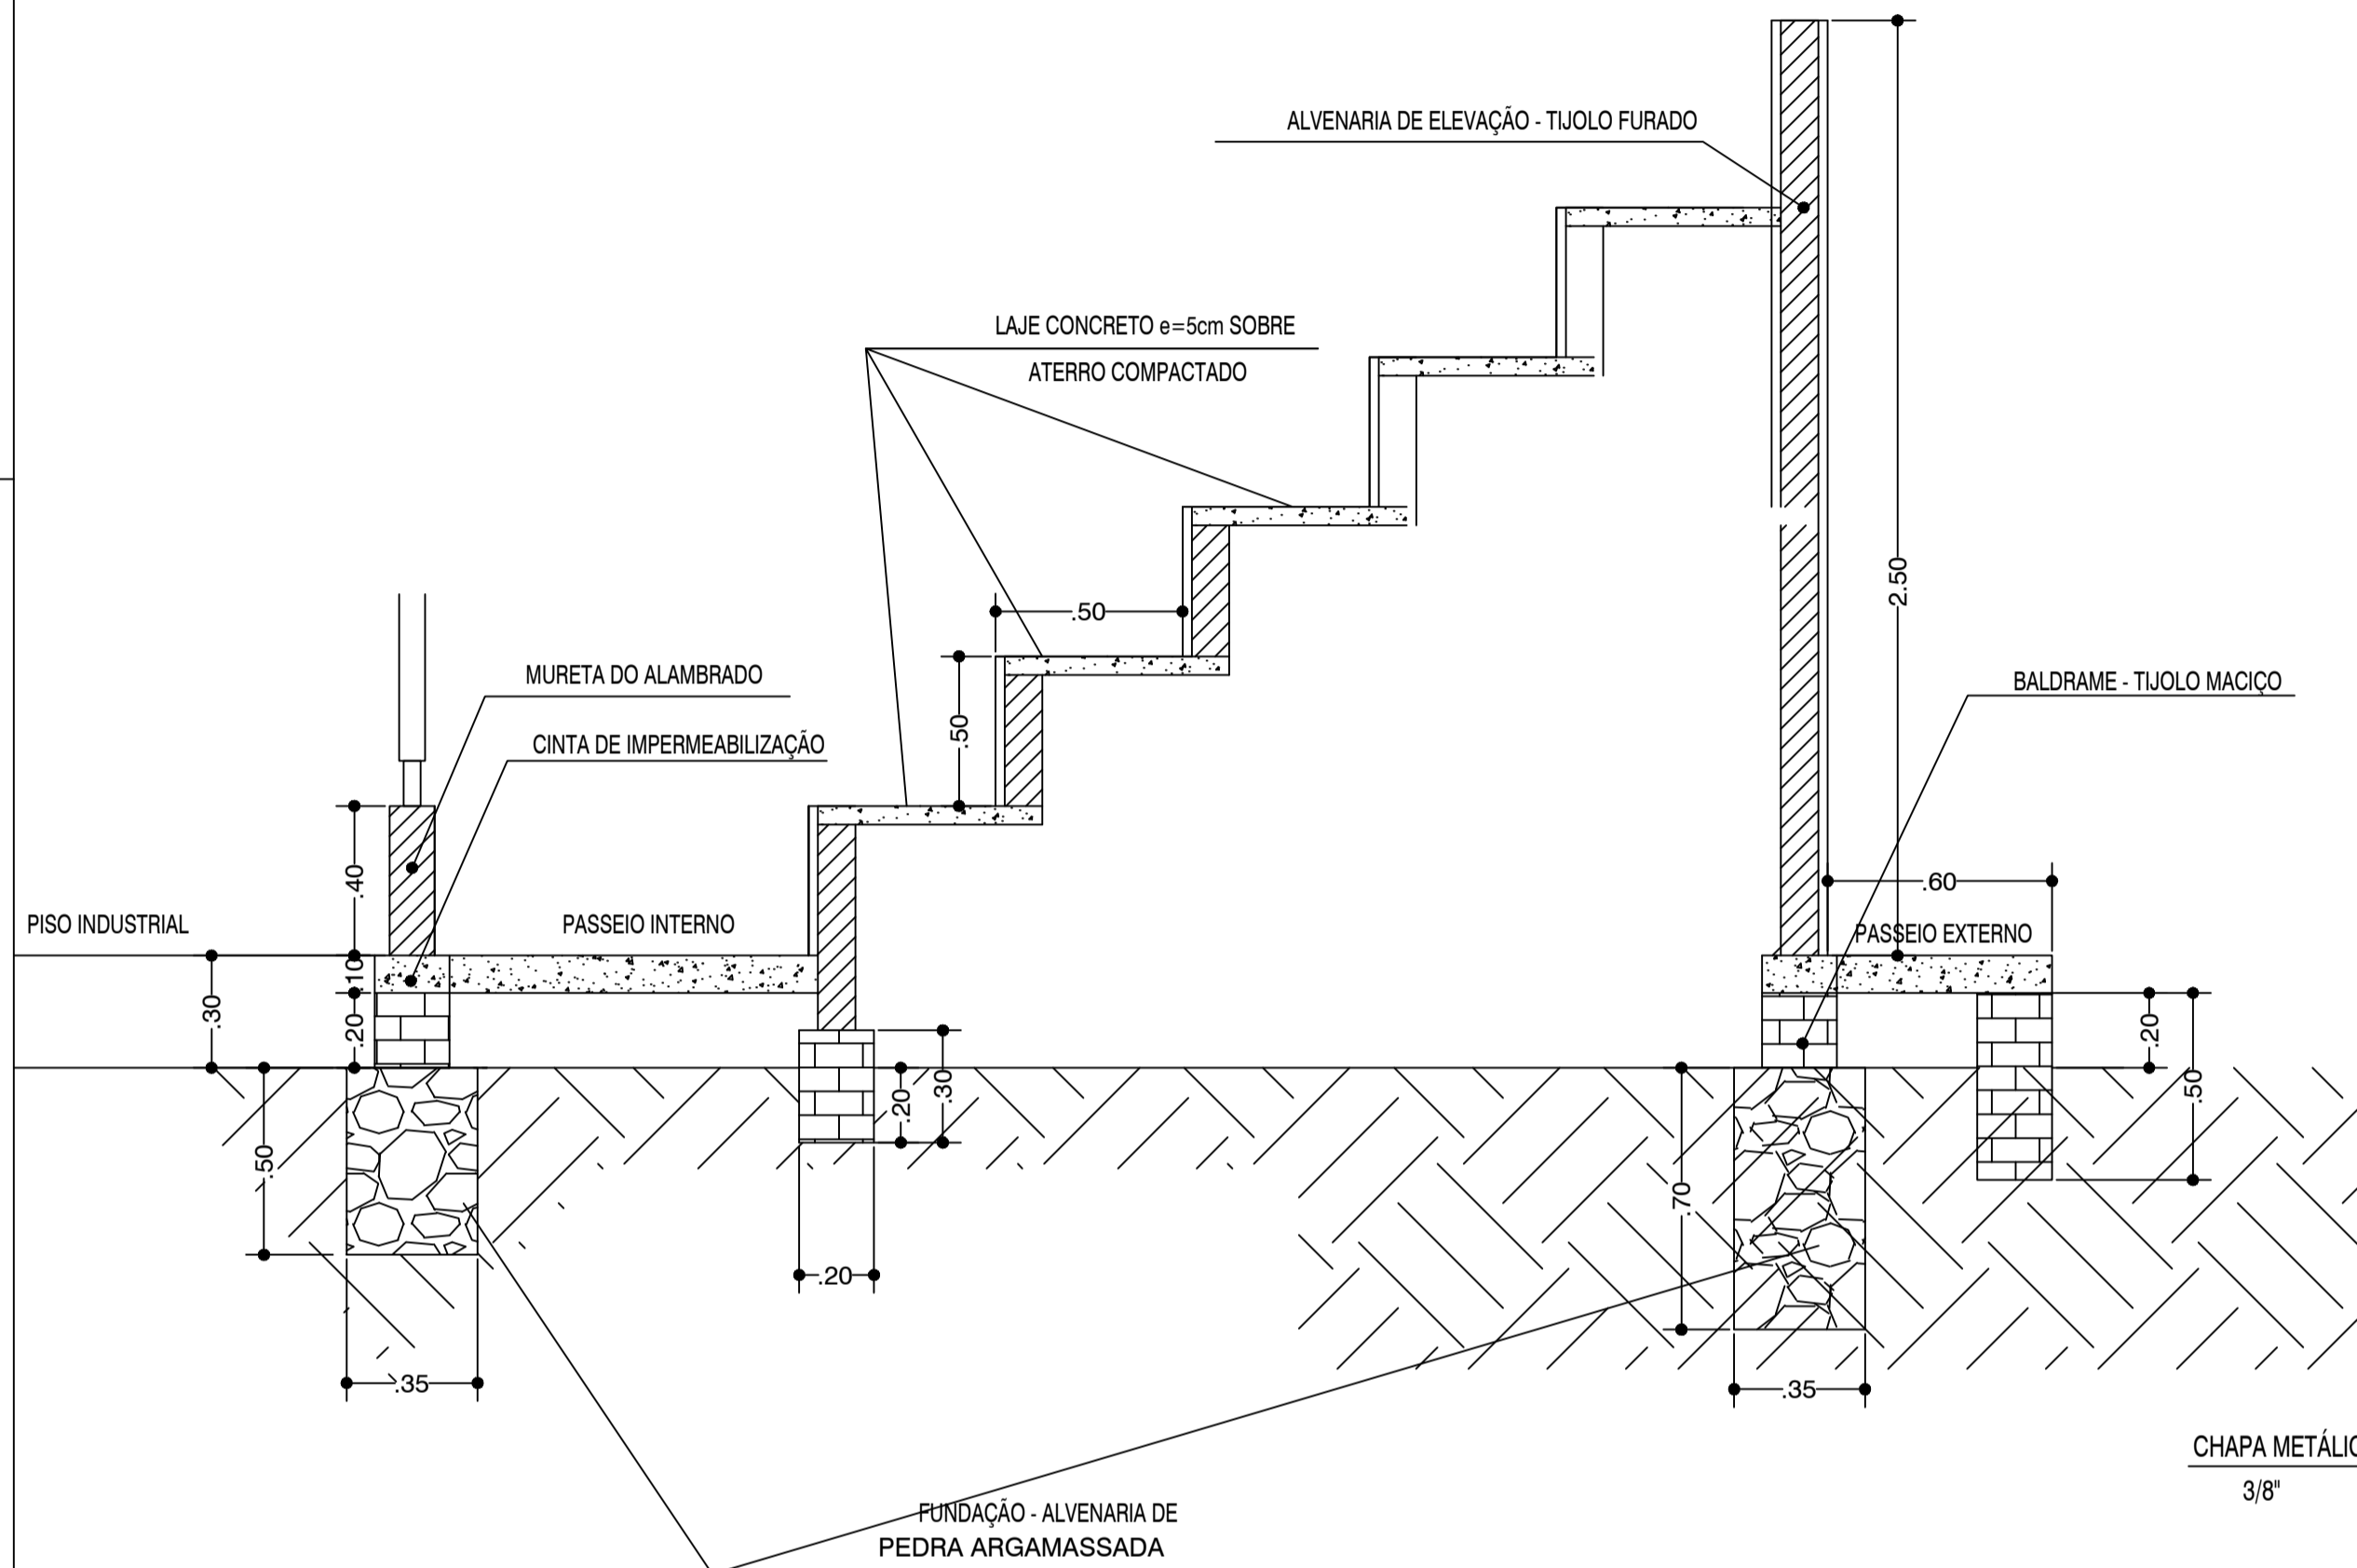 ALVENARIA DE ELEVAÇÃO - TIJOLO FURADO
LAJE CONCRETO e=5cm SOBRE
ATERRO COMPACTADO
2.50
.50
MURETA DO ALAMBRADO
BALDRAME - TIJOLO MACIÇO
.50
CINTA DE IMPERMEABILIZAÇÃO
.40
.60
PISO INDUSTRIAL
PASSEIO INTERNO
PASSEIO EXTERNO
.10
.30
.20
.20
.30
.20
.50
.50
.70
.20
.35
.35
CHAPA METÁLIC
3/8"
FUNDAÇÃO - ALVENARIA DE
PEDRA ARGAMASSADA